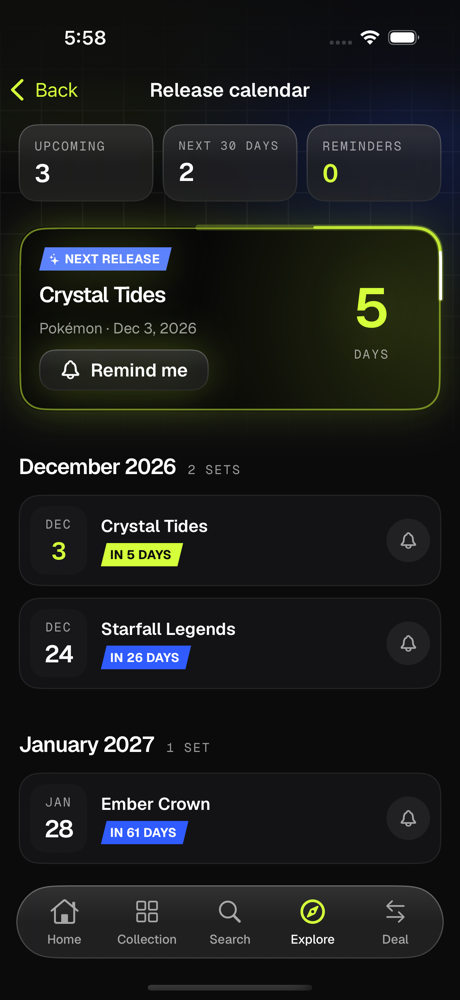 5:58
Back
Release calendar
UPCOMING
3
NEXT 30 DAYS
2
REMINDERS
0
NEXT RELEASE
Crystal Tides
Pokémon · Dec 3, 2026
Remind me
5
DAYS
December 2026 2 SETS
DEC
3
Crystal Tides
IN 5 DAYS
DEC
24
Starfall Legends
IN 26 DAYS
January 2027 1 SET
JAN
28
Ember Crown
IN 61 DAYS
Home
Collection
Search
Explore
Deal